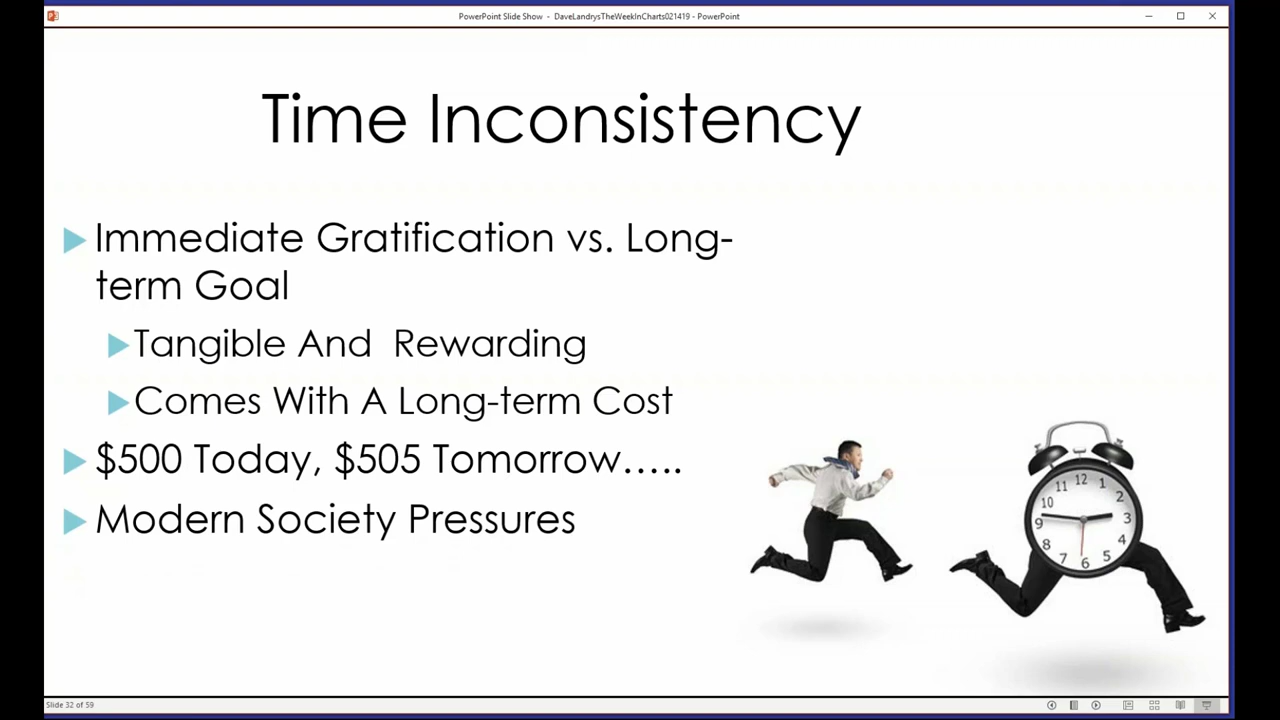 PowerPoint Slide Show - DaveLandrysTheWeekInCharts021419 - PowerPoint
Time Inconsistency
Immediate Gratification vs. Long-
term Goal
Tangible And  Rewarding
Comes With A Long-term Cost
$500 Today, $505 Tomorrow…..
Modern Society Pressures
11 12 1
10 2
9 3
8 4
7 6 5
Slide 32 of 59